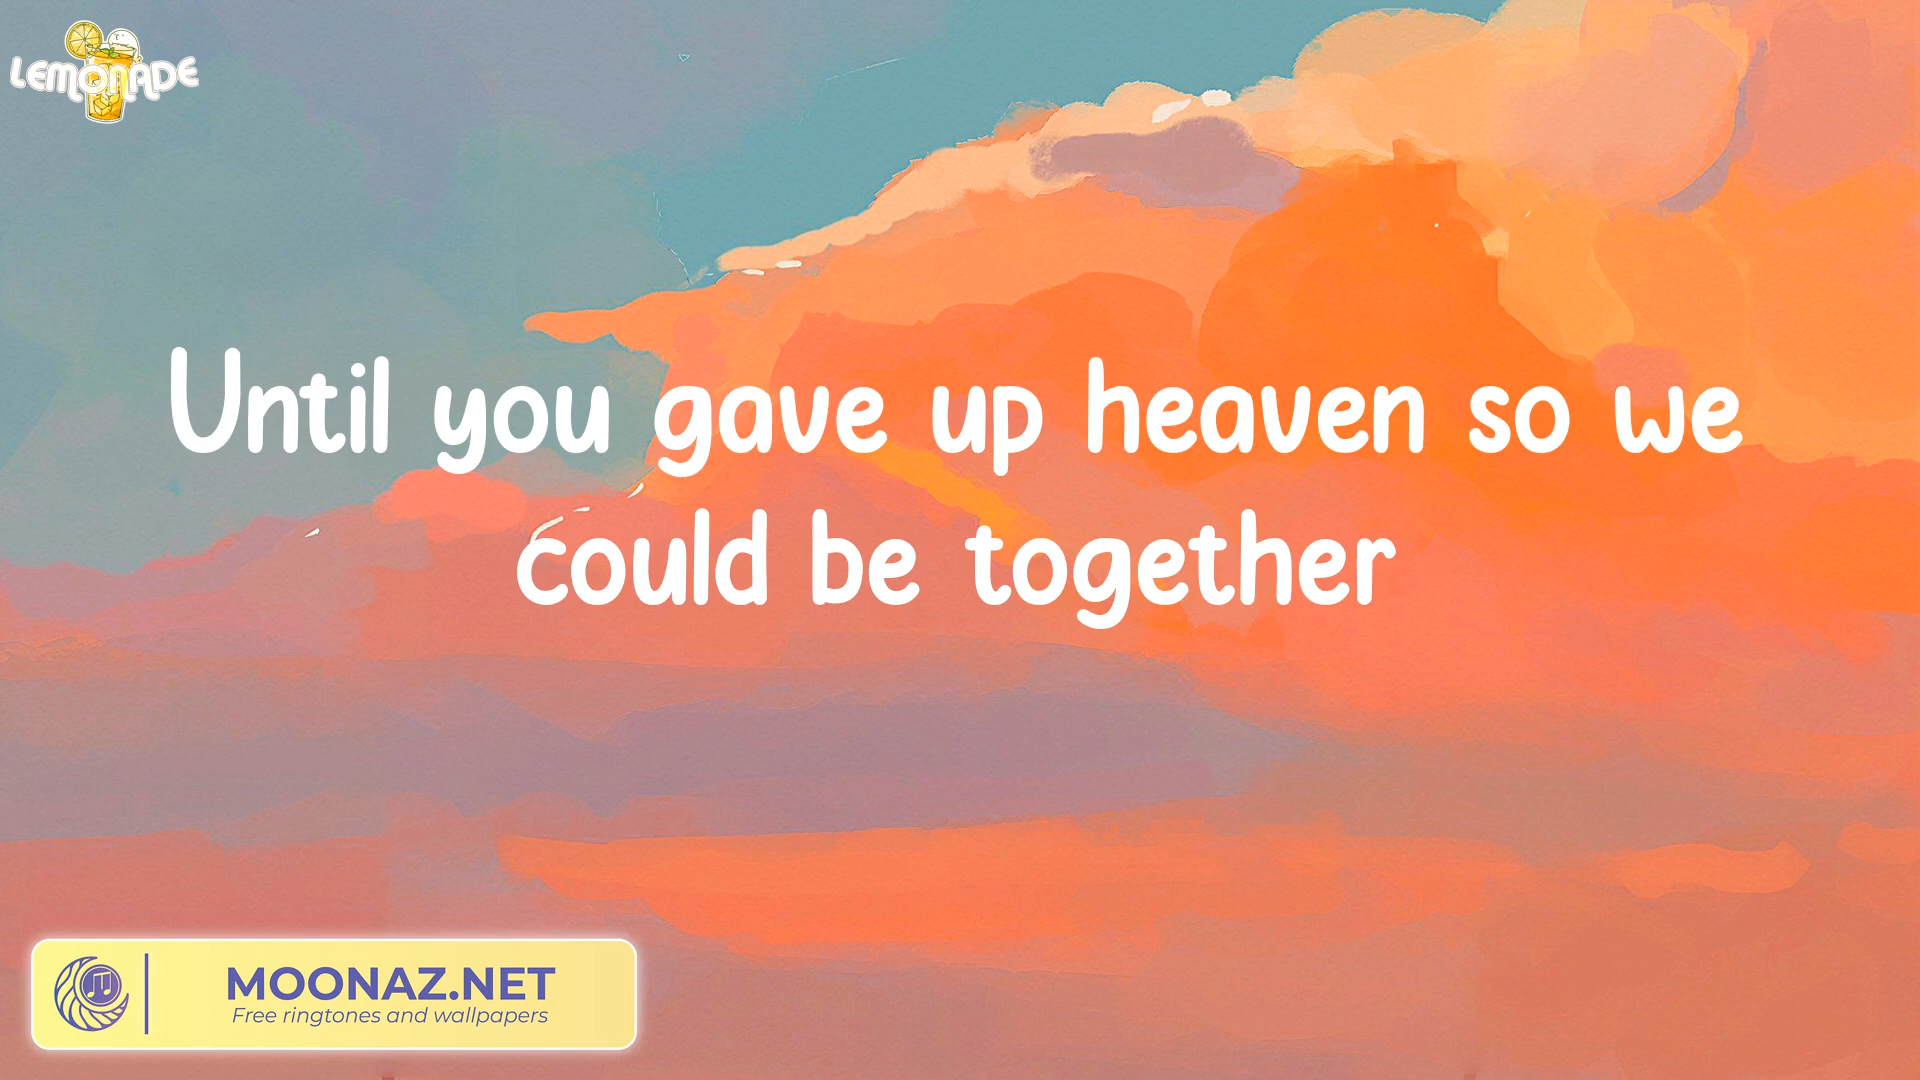 LEMONADE
Until you gave up heaven so we
could be together
MOONAZ.NET
Free ringtones and wallpapers